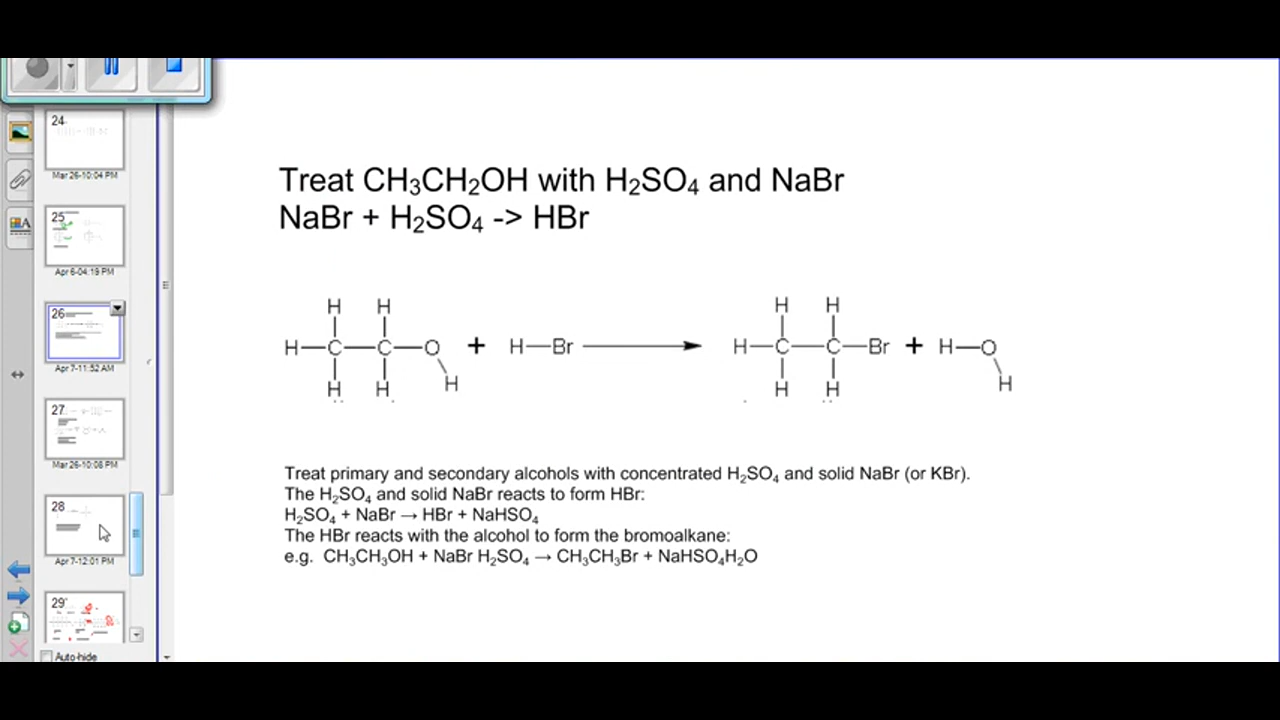 24
Mar 26-10:04 PM
25
Apr 6-04:19 PM
26
Apr 7-11:52 AM
27
Mar 26-10:08 PM
28
Apr 7-12:01 PM
29
Auto-hide
Treat CH₃CH₂OH with H₂SO₄ and NaBr
NaBr + H₂SO₄ -> HBr
H H H H
H—C—C—O + H—Br → H—C—C—Br + H—O
H H H H H H
Treat primary and secondary alcohols with concentrated H₂SO₄ and solid NaBr (or KBr).
The H₂SO₄ and solid NaBr reacts to form HBr:
H₂SO₄ + NaBr → HBr + NaHSO₄
The HBr reacts with the alcohol to form the bromoalkane:
e.g. CH₃CH₃OH + NaBr H₂SO₄ → CH₃CH₃Br + NaHSO₄H₂O